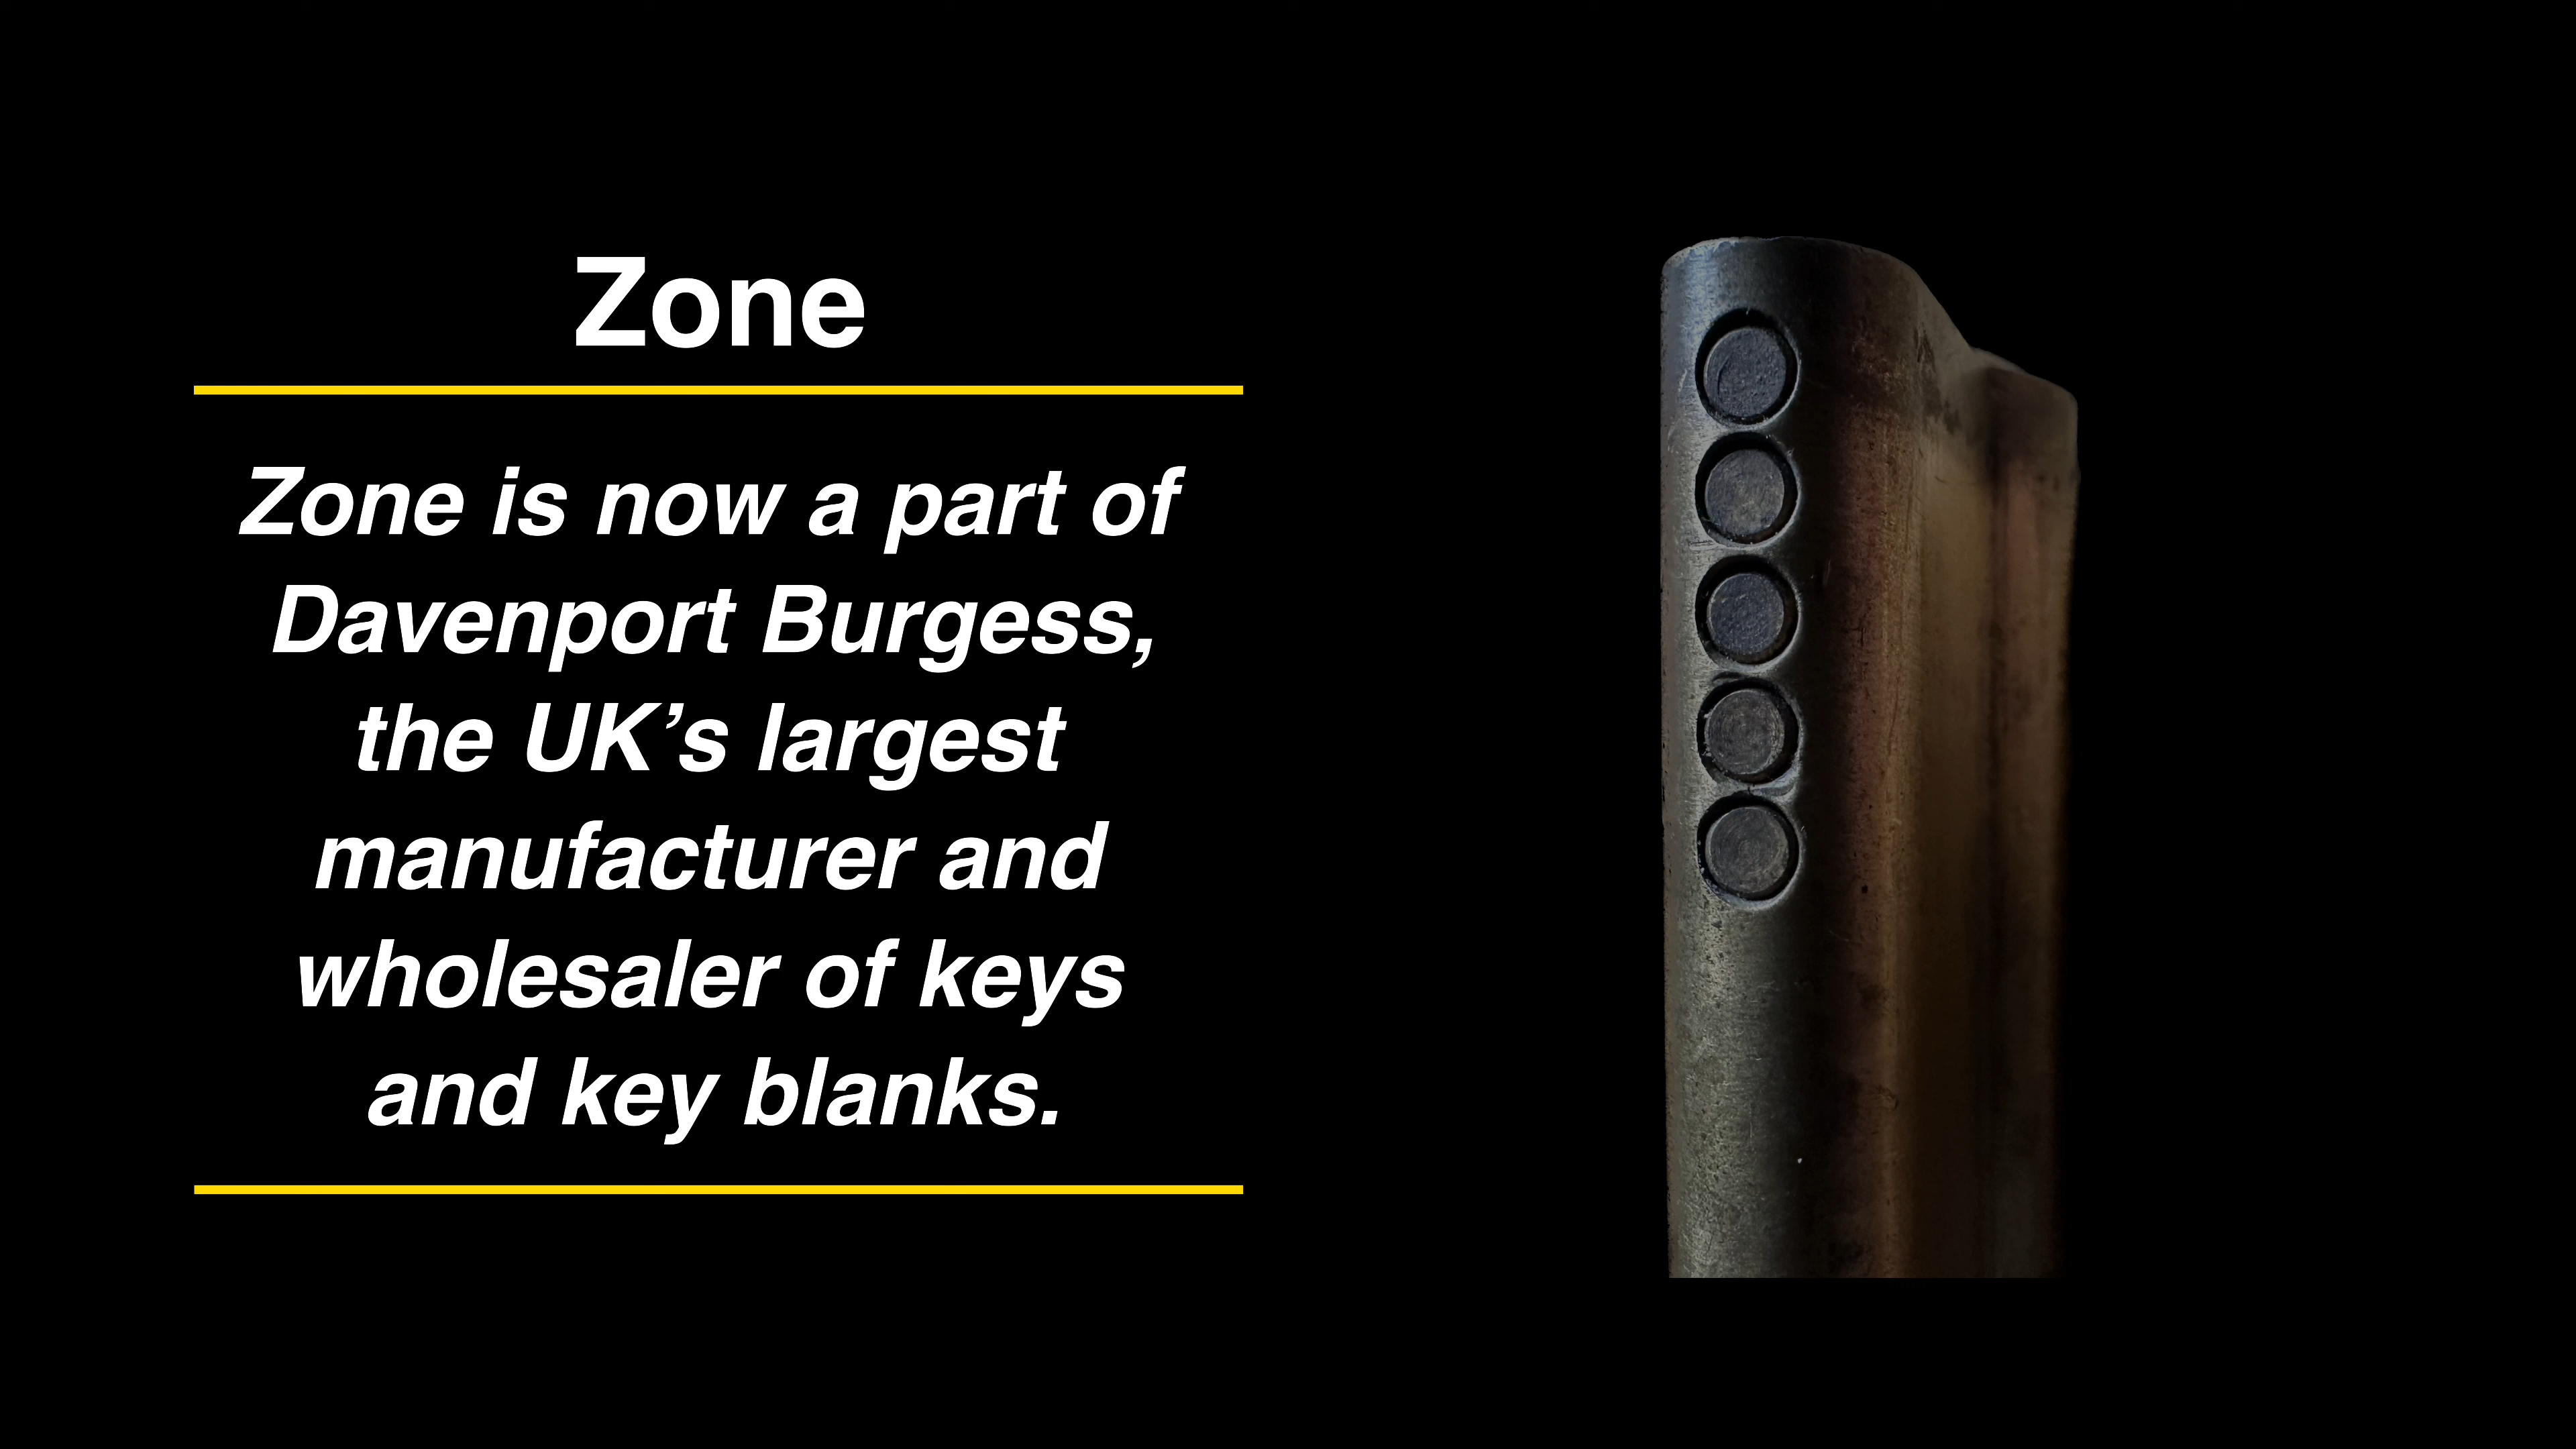 Zone
Zone is now a part of
Davenport Burgess,
the UK’s largest
manufacturer and
wholesaler of keys
and key blanks.